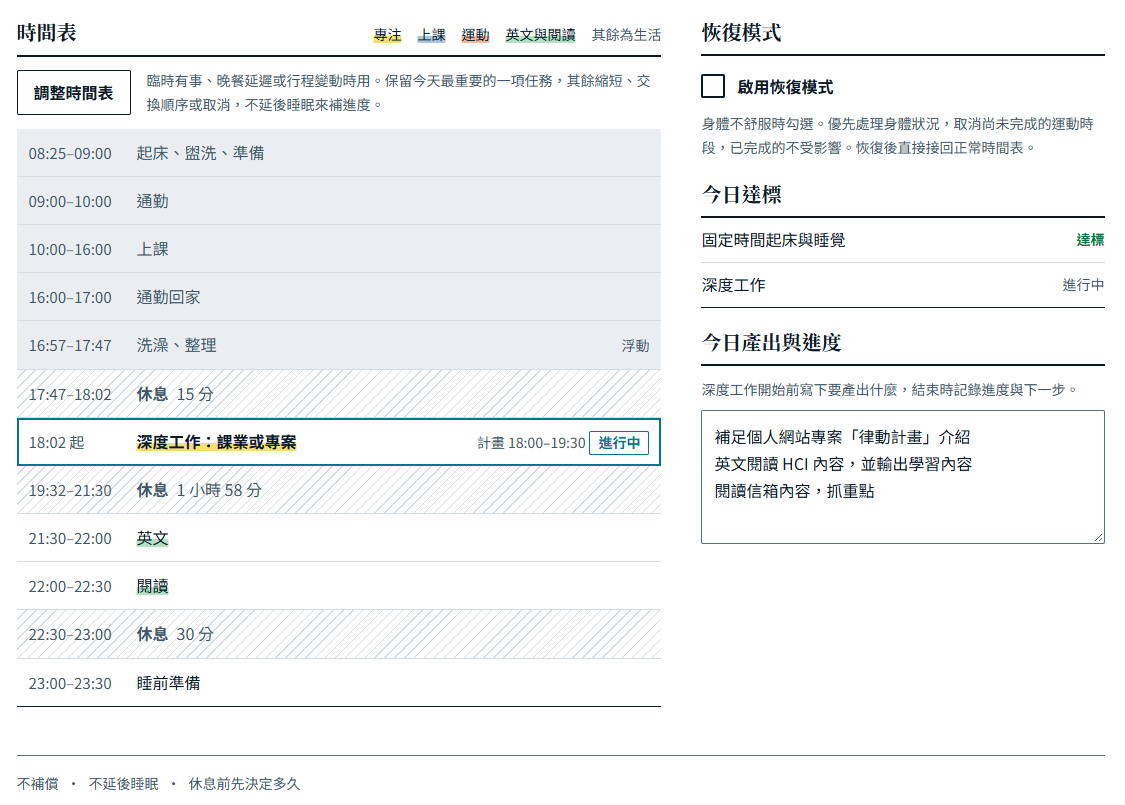 時間表
專注 上課 運動 英文與閱讀 其餘為生活
調整時間表
臨時有事、晚餐延遲或行程變動時用。保留今天最重要的一項任務，其餘縮短、交
換順序或取消，不延後睡眠來補進度。
08:25–09:00 起床、盥洗、準備
09:00–10:00 通勤
10:00–16:00 上課
16:00–17:00 通勤回家
16:57–17:47 洗澡、整理 浮動
17:47–18:02 休息 15 分
18:02 起 深度工作：課業或專案 計畫 18:00–19:30 進行中
19:32–21:30 休息 1 小時 58 分
21:30–22:00 英文
22:00–22:30 閱讀
22:30–23:00 休息 30 分
23:00–23:30 睡前準備
恢復模式
啟用恢復模式
身體不舒服時勾選。優先處理身體狀況，取消尚未完成的運動時
段，已完成的不受影響。恢復後直接接回正常時間表。
今日達標
固定時間起床與睡覺 達標
深度工作 進行中
今日產出與進度
深度工作開始前寫下要產出什麼，結束時記錄進度與下一步。
補足個人網站專案「律動計畫」介紹
英文閱讀 HCI 內容，並輸出學習內容
閱讀信箱內容，抓重點
不補償 ・ 不延後睡眠 ・ 休息前先決定多久